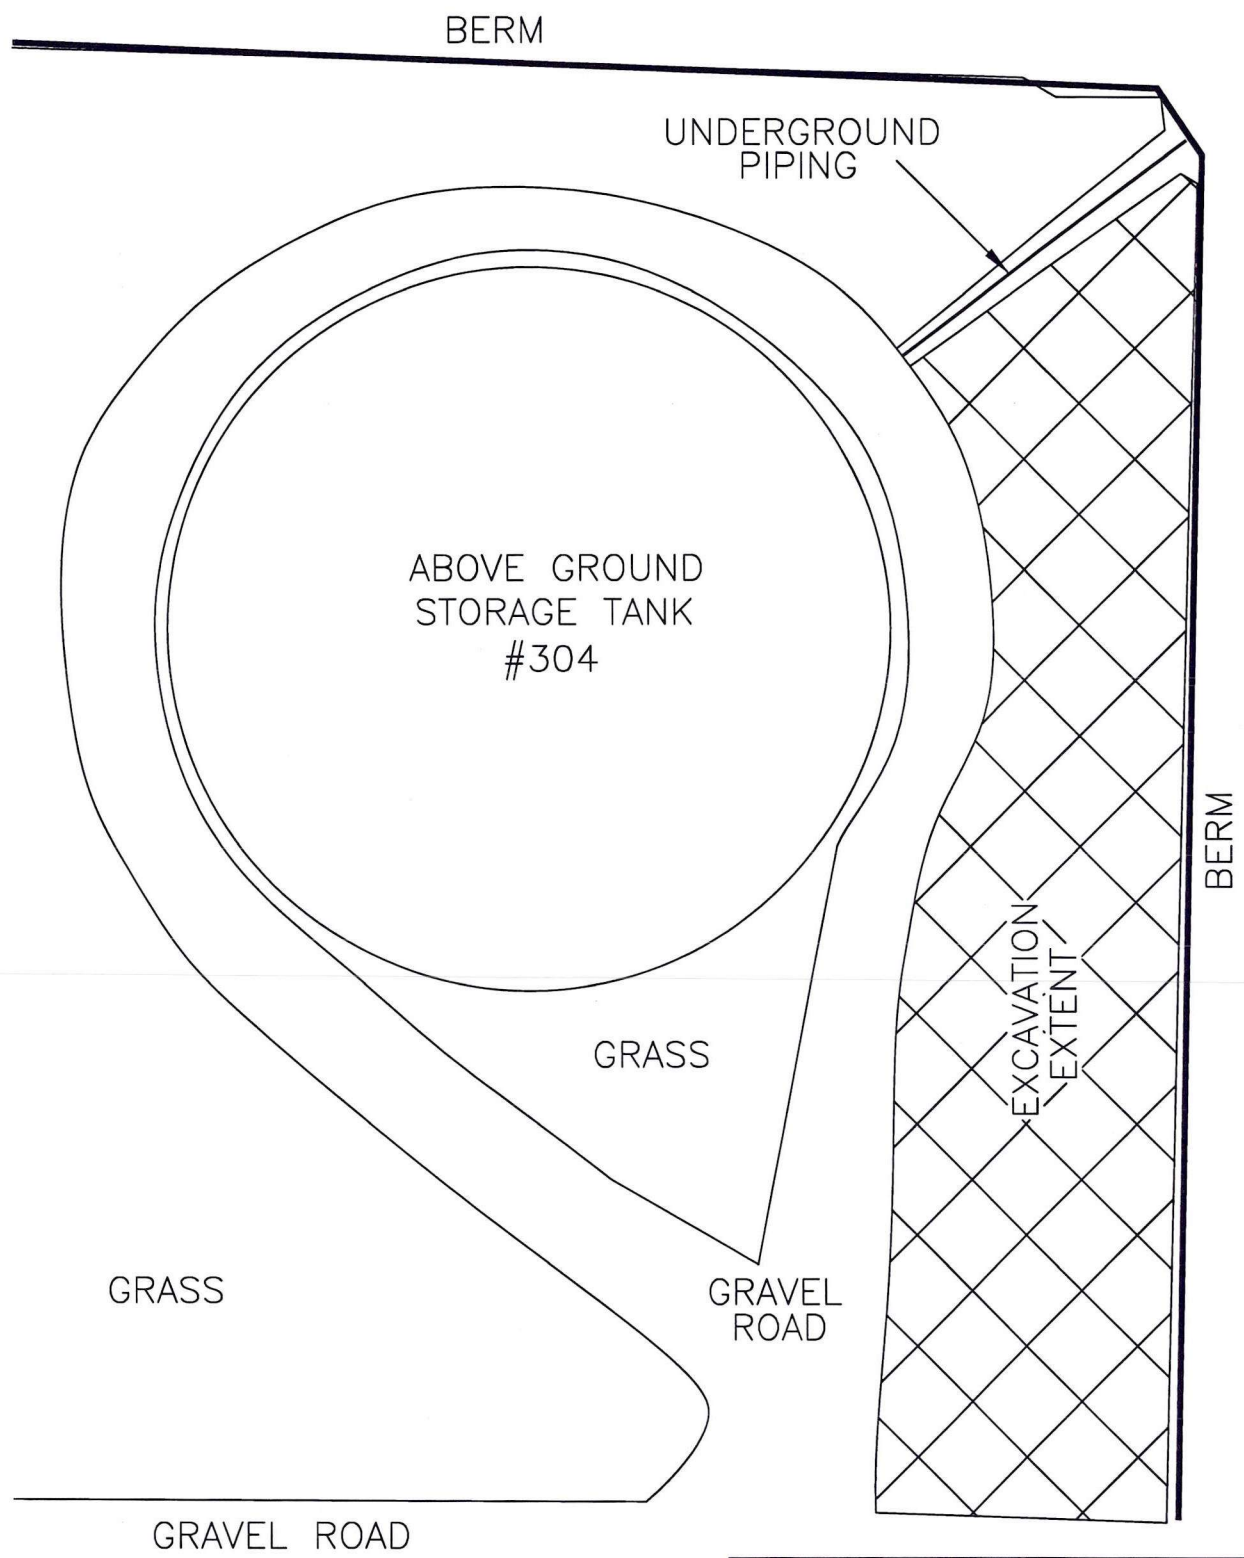 BERM
UNDERGROUND
PIPING
ABOVE GROUND
STORAGE TANK
#304
BERM
EXCAVATION
EXTENT
GRASS
GRASS
GRAVEL
ROAD
GRAVEL ROAD